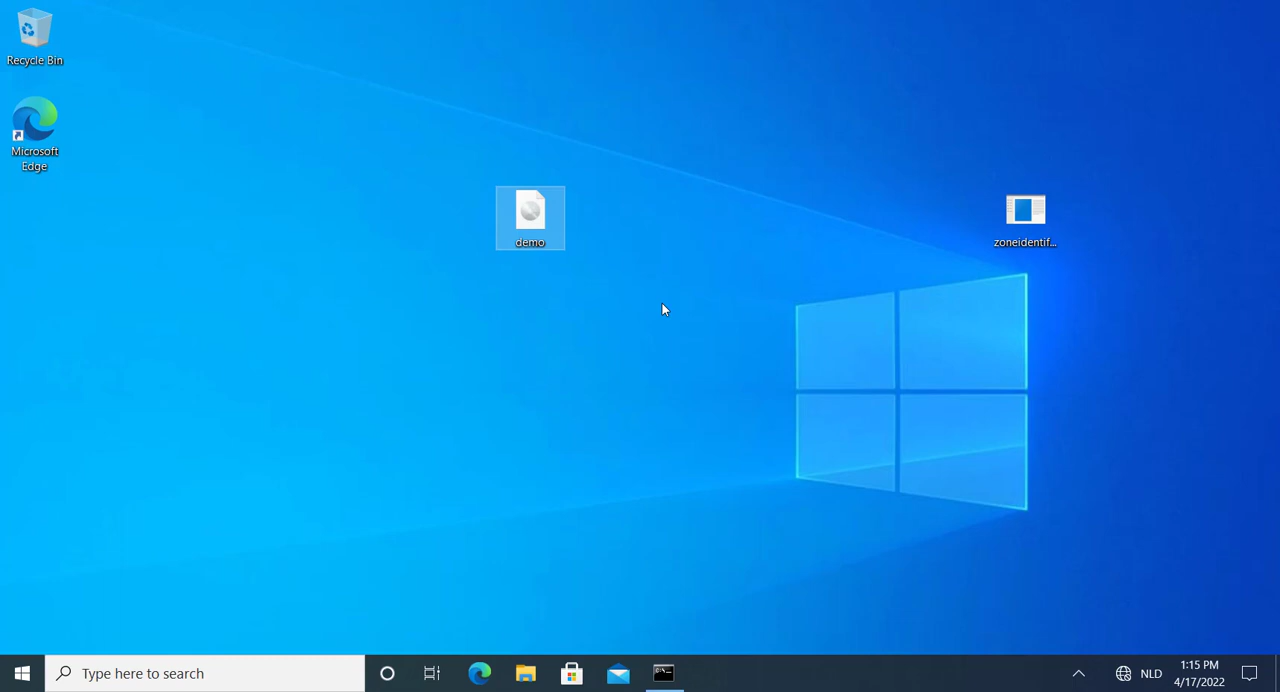 Recycle Bin
Microsoft
Edge
demo
zoneidentif...
Type here to search
NLD
1:15 PM
4/17/2022